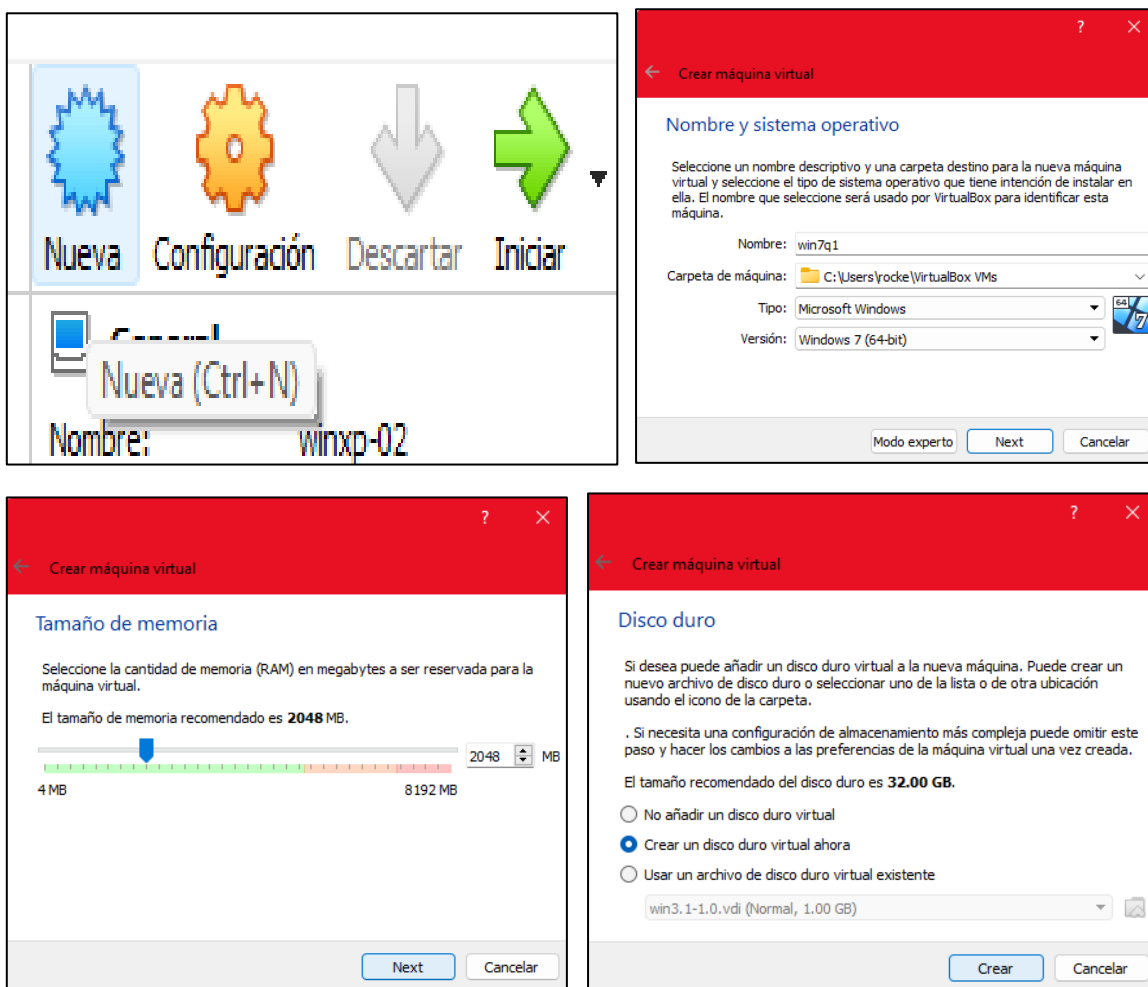 Nueva Configuración Descartar Iniciar
General
Nueva (Ctrl+N)
Nombre: winxp-02
Crear máquina virtual
Nombre y sistema operativo
Seleccione un nombre descriptivo y una carpeta destino para la nueva máquina
virtual y seleccione el tipo de sistema operativo que tiene intención de instalar en
ella. El nombre que seleccione será usado por VirtualBox para identificar esta
máquina.
Nombre: win7q1
Carpeta de máquina: C:\Users\rocke\VirtualBox VMs
Tipo: Microsoft Windows
64
7
Versión: Windows 7 (64-bit)
Modo experto Next Cancelar
Crear máquina virtual
Tamaño de memoria
Seleccione la cantidad de memoria (RAM) en megabytes a ser reservada para la
máquina virtual.
El tamaño de memoria recomendado es 2048 MB.
2048 MB
4 MB 8192 MB
Next Cancelar
Crear máquina virtual
Disco duro
Si desea puede añadir un disco duro virtual a la nueva máquina. Puede crear un
nuevo archivo de disco duro o seleccionar uno de la lista o de otra ubicación
usando el icono de la carpeta.
. Si necesita una configuración de almacenamiento más compleja puede omitir este
paso y hacer los cambios a las preferencias de la máquina virtual una vez creada.
El tamaño recomendado del disco duro es 32.00 GB.
No añadir un disco duro virtual
Crear un disco duro virtual ahora
Usar un archivo de disco duro virtual existente
win3.1-1.0.vdi (Normal, 1.00 GB)
Crear Cancelar